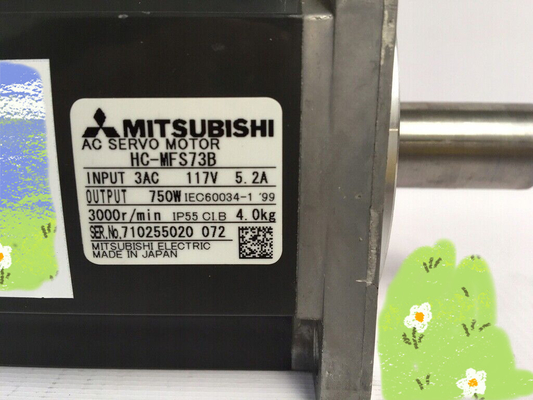 MITSUBISHI
AC SERVO MOTOR
HC-MFS73B
INPUT 3AC 117V 5.2A
OUTPUT 750W IEC60034-1 '99
3000r/min IP55 CI.B 4.0kg
SER.No.710255020 072
MITSUBISHI ELECTRIC
MADE IN JAPAN